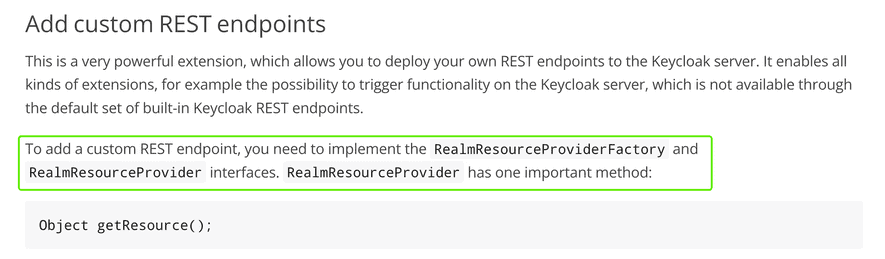 Add custom REST endpoints
This is a very powerful extension, which allows you to deploy your own REST endpoints to the Keycloak server. It enables all
kinds of extensions, for example the possibility to trigger functionality on the Keycloak server, which is not available through
the default set of built-in Keycloak REST endpoints.
To add a custom REST endpoint, you need to implement the RealmResourceProviderFactory and
RealmResourceProvider interfaces. RealmResourceProvider has one important method:
Object getResource();